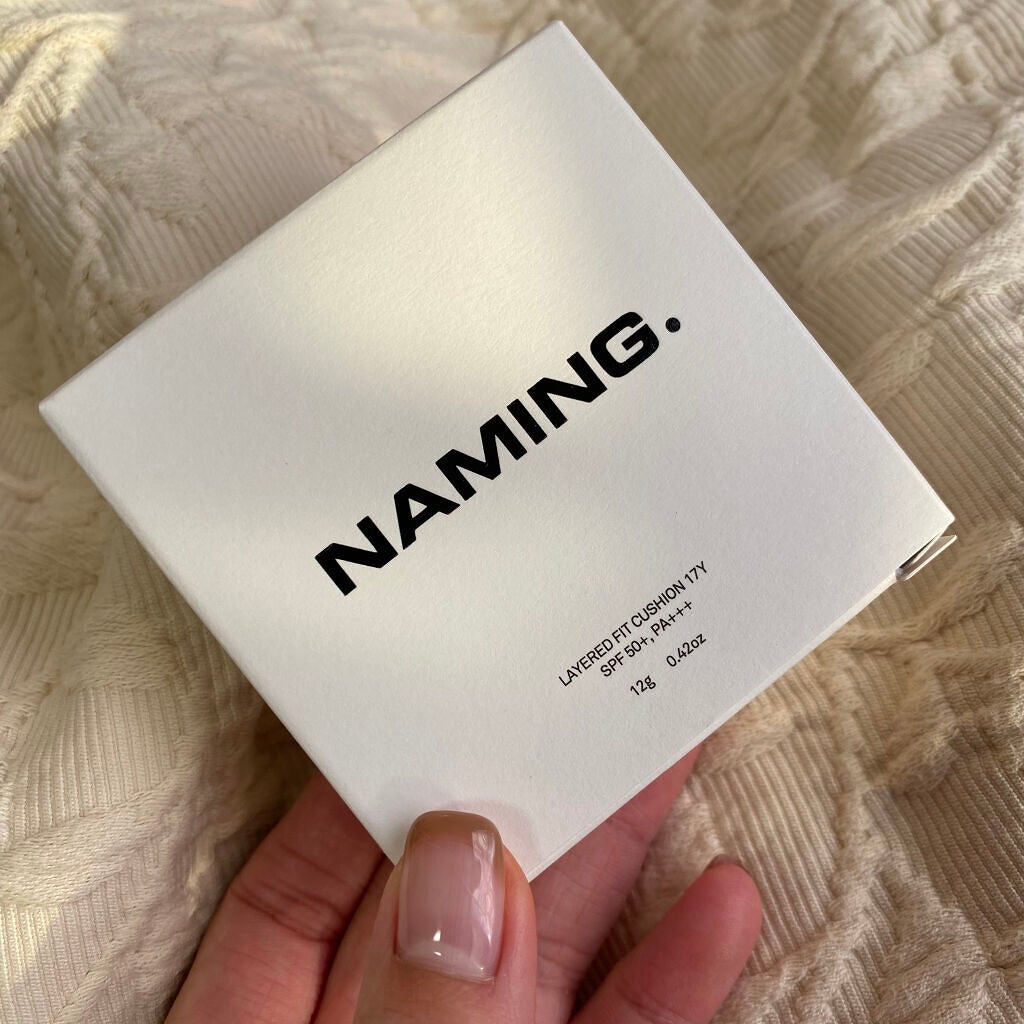 NAMING.
LAYERED FIT CUSHION 17Y
SPF 50+, PA+++
12g 0.42oz